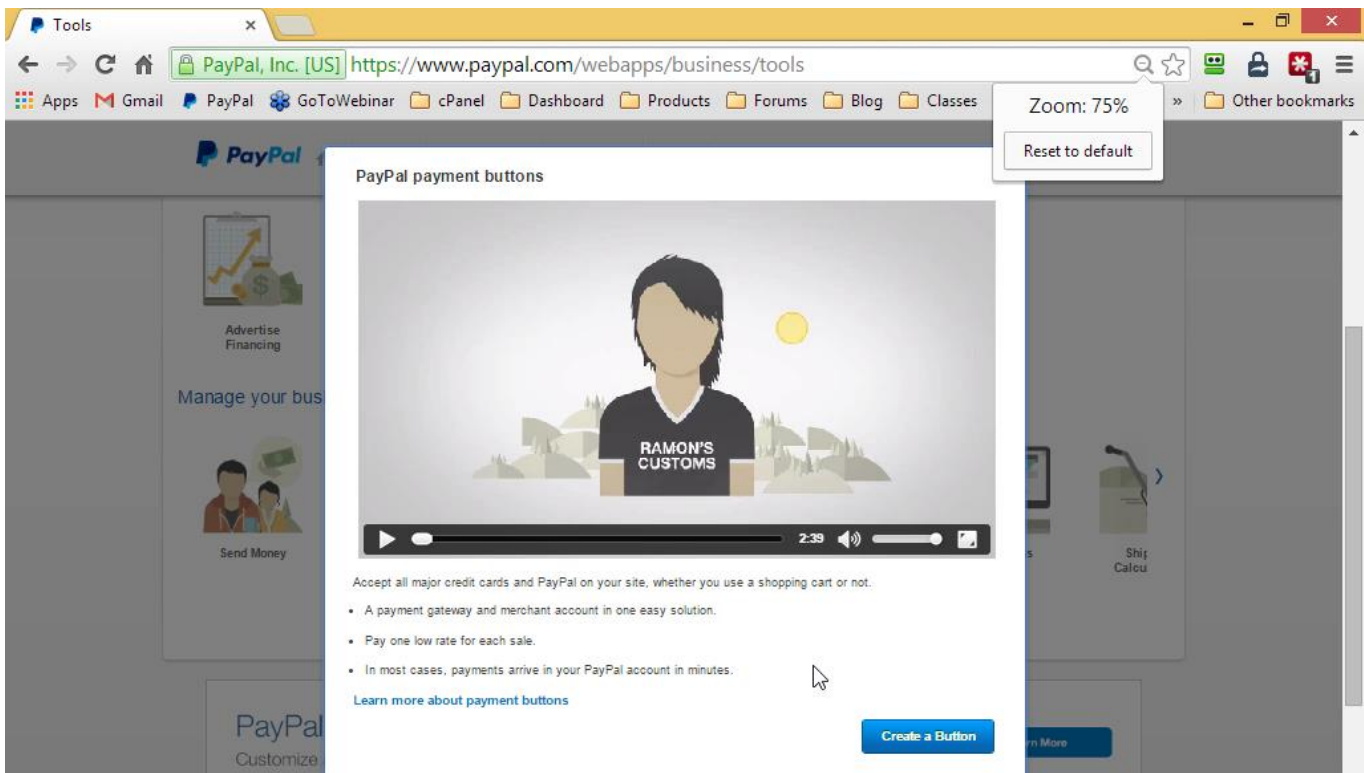 Tools
PayPal, Inc. [US] https://www.paypal.com/webapps/business/tools
Apps Gmail PayPal GoToWebinar cPanel Dashboard Products Forums Blog Classes » Other bookmarks
Zoom: 75%
Reset to default
PayPal
PayPal payment buttons
Advertise
Financing
Manage your bus
RAMON'S
CUSTOMS
Send Money
s
Ship
Calcu
2:39
Accept all major credit cards and PayPal on your site, whether you use a shopping cart or not.
• A payment gateway and merchant account in one easy solution.
• Pay one low rate for each sale.
• In most cases, payments arrive in your PayPal account in minutes.
Learn more about payment buttons
Create a Button
PayPal
Customize
rn More